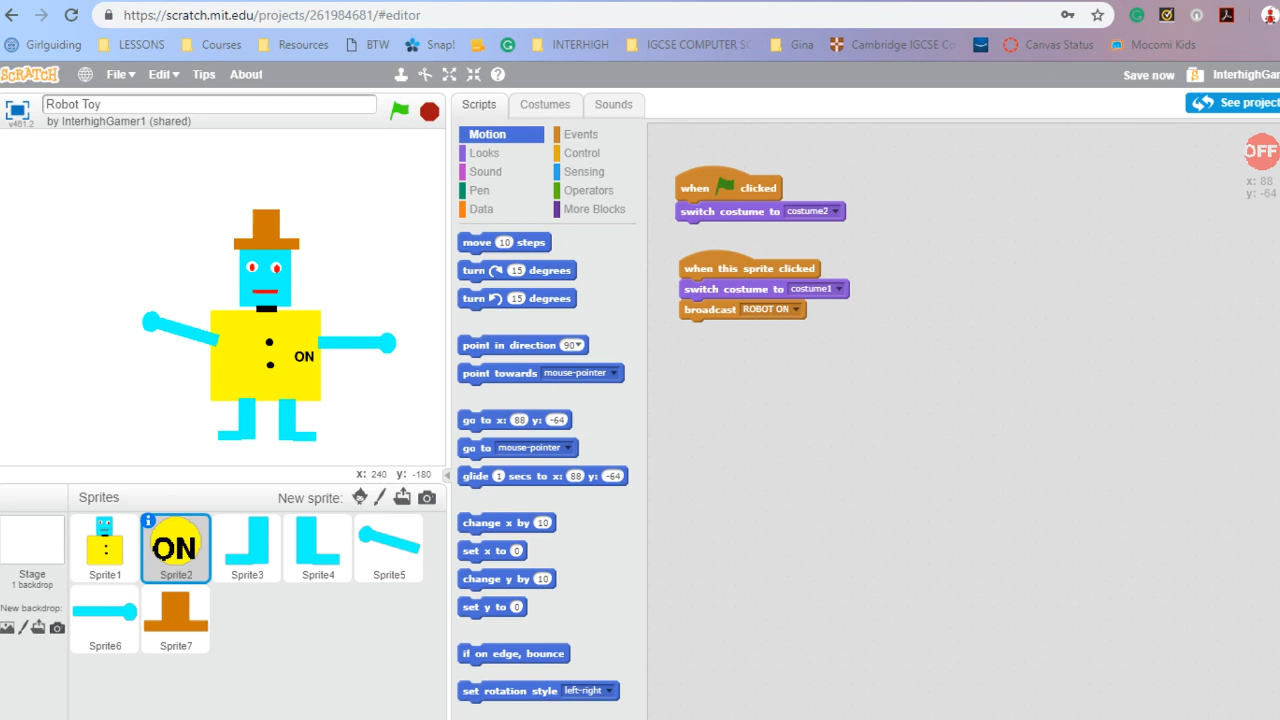 https://scratch.mit.edu/projects/261984681/#editor
Girlguiding LESSONS Courses Resources BTW Snap! INTERHIGH IGCSE COMPUTER SC Gina Cambridge IGCSE Co Canvas Status Mocomi Kids
SCRATCH File Edit Tips About Save now InterhighGam
Robot Toy
by InterhighGamer1 (shared)
v461.2
Scripts Costumes Sounds
See project
Motion Events
Looks Control
Sound Sensing
Pen Operators
Data More Blocks
move 10 steps
turn 15 degrees
turn 15 degrees
point in direction 90
point towards mouse-pointer
go to x: 88 y: -64
go to mouse-pointer
glide 1 secs to x: 88 y: -64
change x by 10
set x to 0
change y by 10
set y to 0
if on edge, bounce
set rotation style left-right
when clicked
switch costume to costume2
when this sprite clicked
switch costume to costume1
broadcast ROBOT ON
OFF
x: 88
y: -64
ON
x: 240 y: -180
Sprites New sprite:
Stage
1 backdrop
New backdrop:
ON
Sprite1 Sprite2 Sprite3 Sprite4 Sprite5
Sprite6 Sprite7